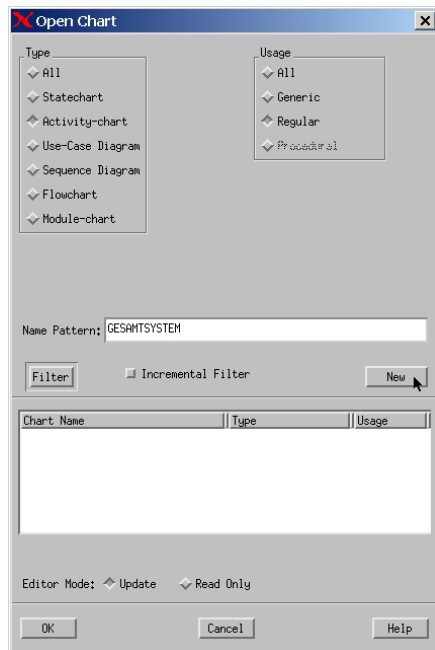 Open Chart
Type
All
Statechart
Activity-chart
Use-Case Diagram
Sequence Diagram
Flowchart
Module-chart
Usage
All
Generic
Regular
Procedural
Name Pattern: GESAMTSYSTEM
Filter Incremental Filter New
Chart Name Type Usage
Editor Mode: Update Read Only
OK Cancel Help